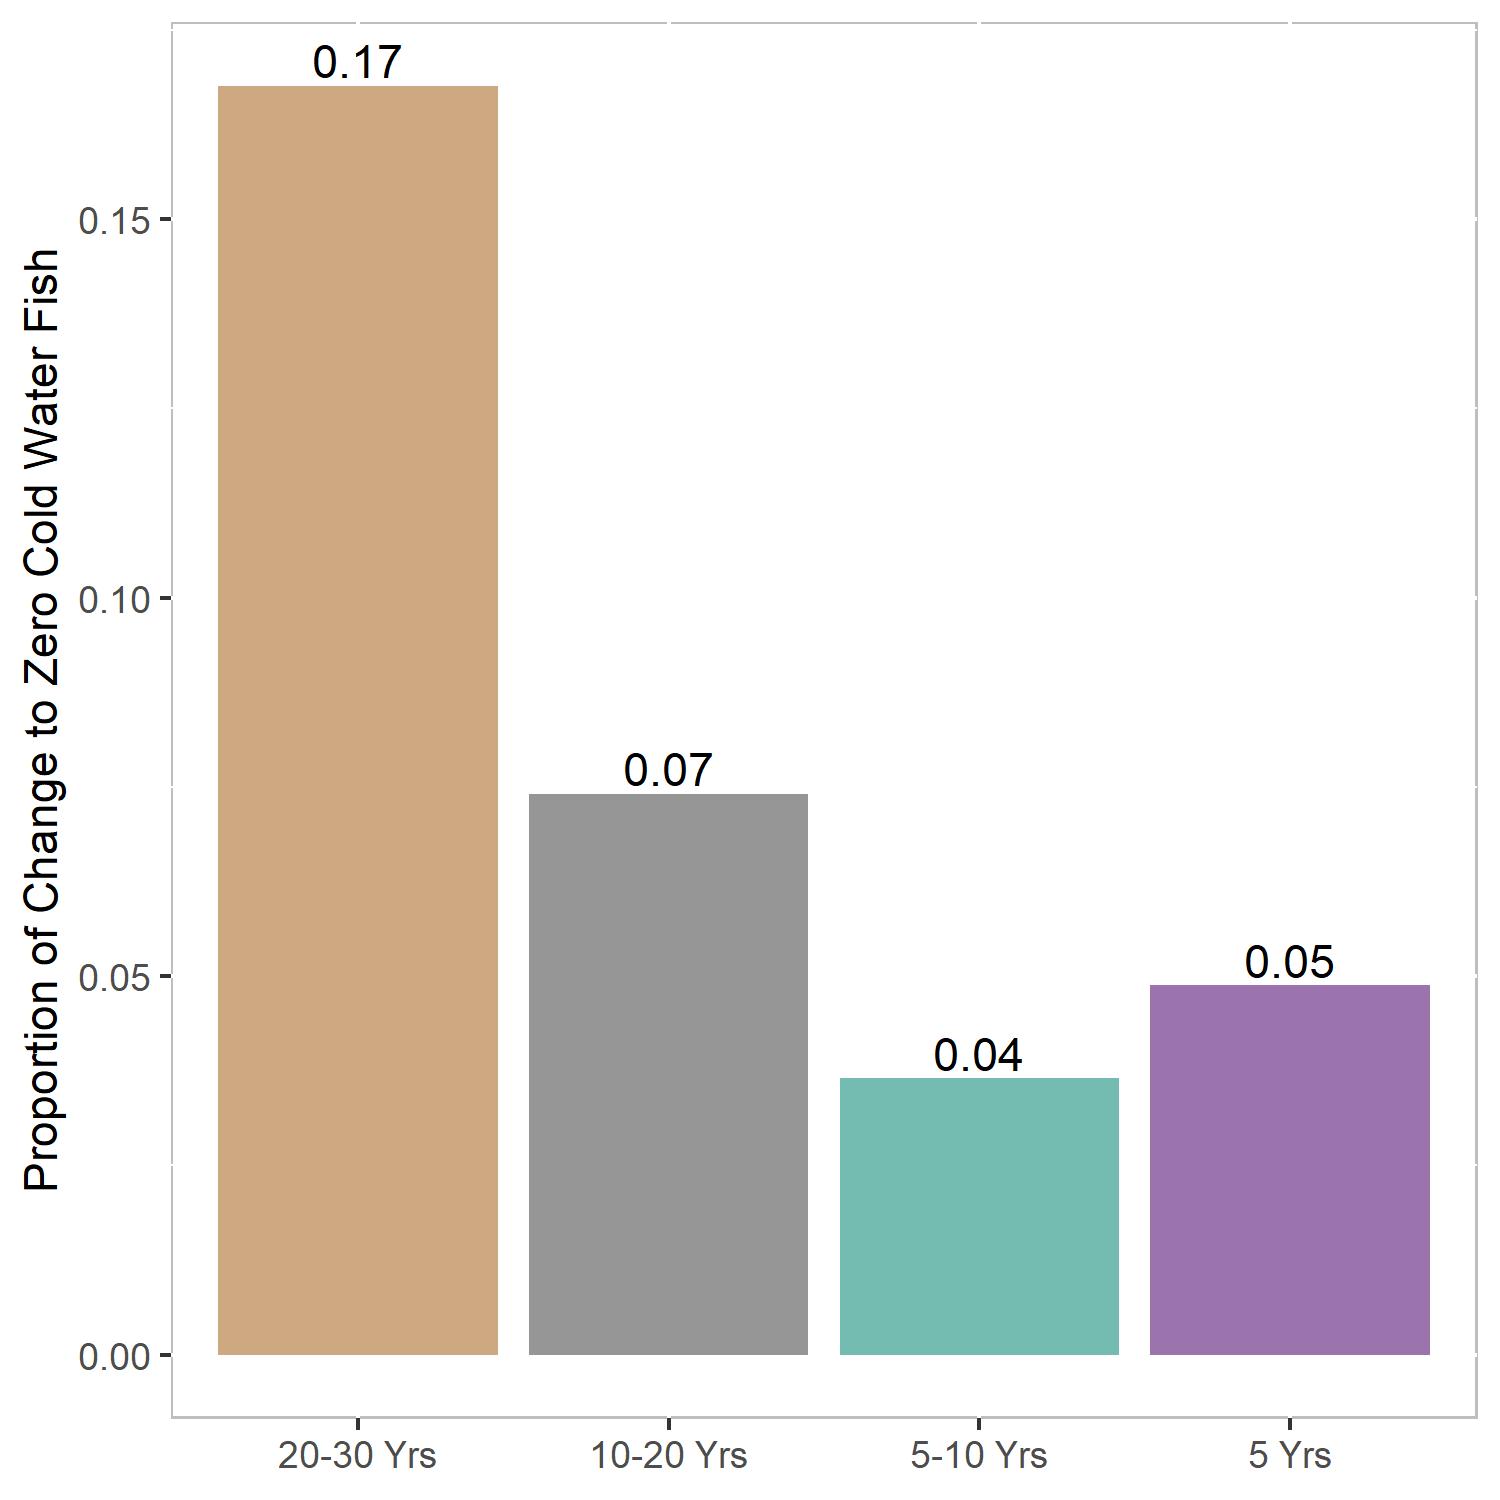 Proportion of Change to Zero Cold Water Fish
0.15
0.10
0.05
0.00
0.17
0.07
0.04
0.05
20-30 Yrs
10-20 Yrs
5-10 Yrs
5 Yrs